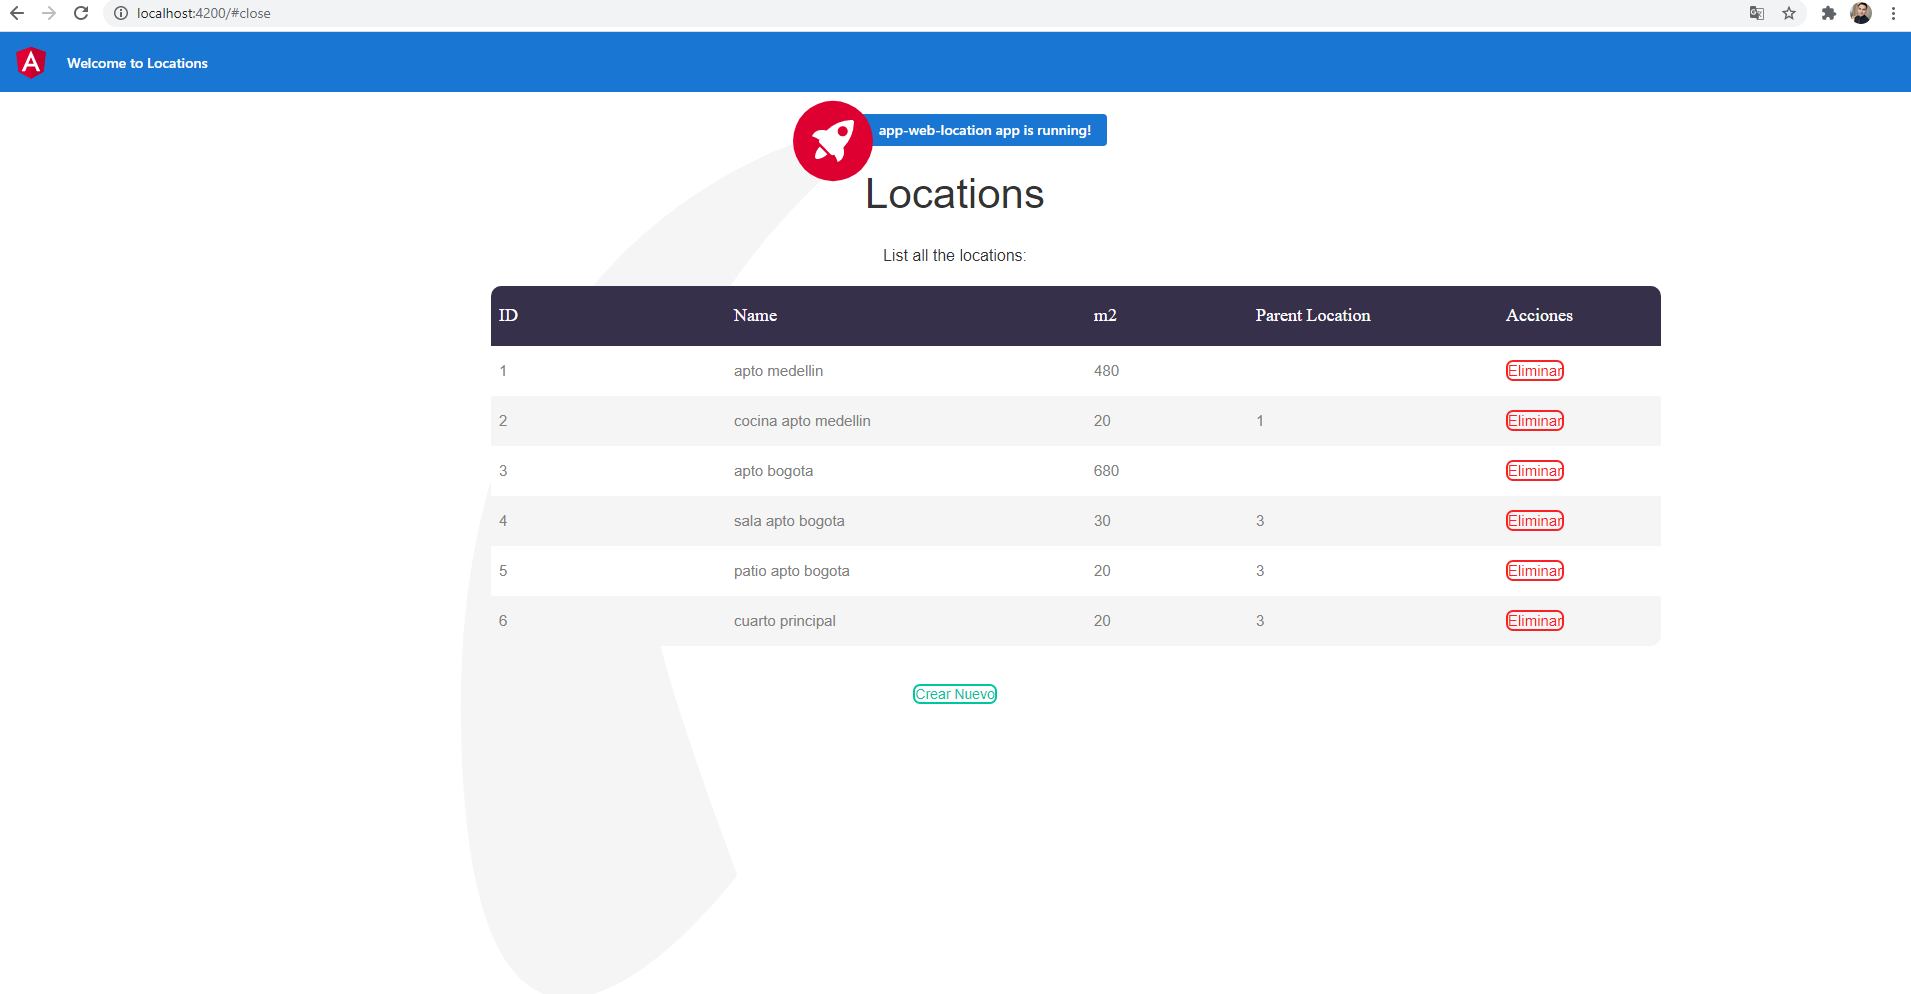 localhost:4200/#close
Welcome to Locations
app-web-location app is running!
Locations
List all the locations:
ID Name m2 Parent Location Acciones
1 apto medellin 480 Eliminar
2 cocina apto medellin 20 1 Eliminar
3 apto bogota 680 Eliminar
4 sala apto bogota 30 3 Eliminar
5 patio apto bogota 20 3 Eliminar
6 cuarto principal 20 3 Eliminar
Crear Nuevo